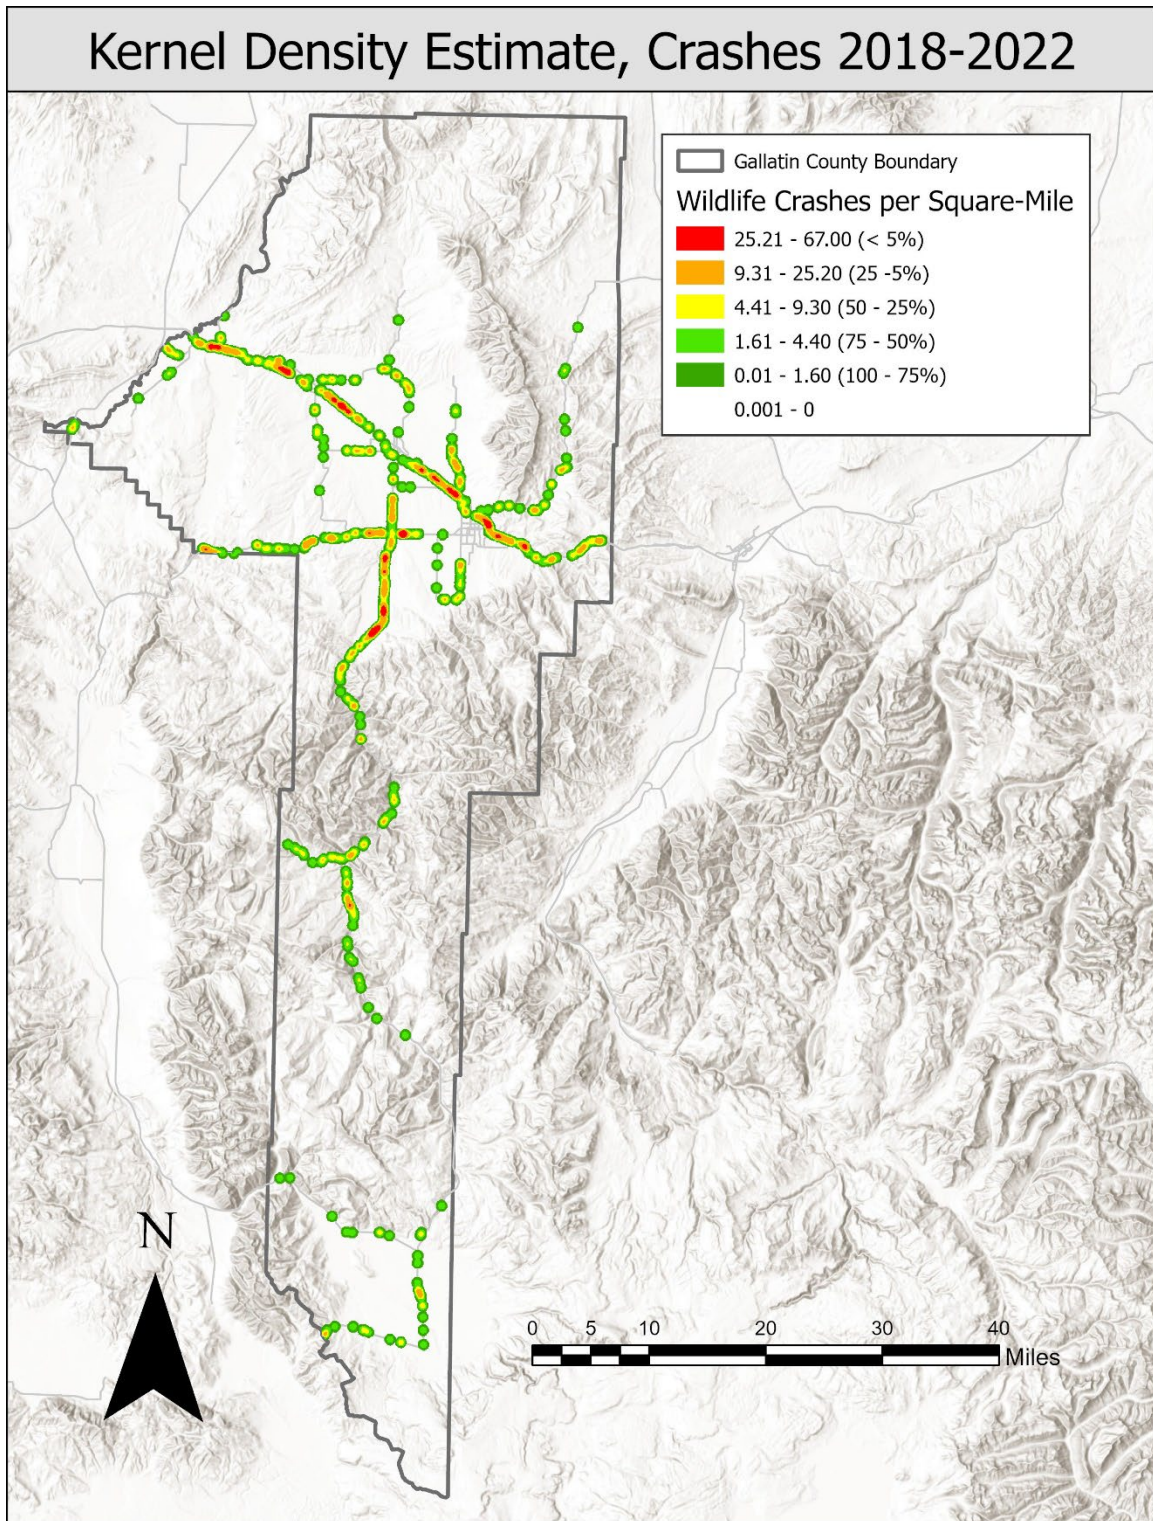 Kernel Density Estimate, Crashes 2018-2022
Gallatin County Boundary
Wildlife Crashes per Square-Mile
25.21 - 67.00 (< 5%)
9.31 - 25.20 (25 -5%)
4.41 - 9.30 (50 - 25%)
1.61 - 4.40 (75 - 50%)
0.01 - 1.60 (100 - 75%)
0.001 - 0
N
0 5 10 20 30 40
Miles